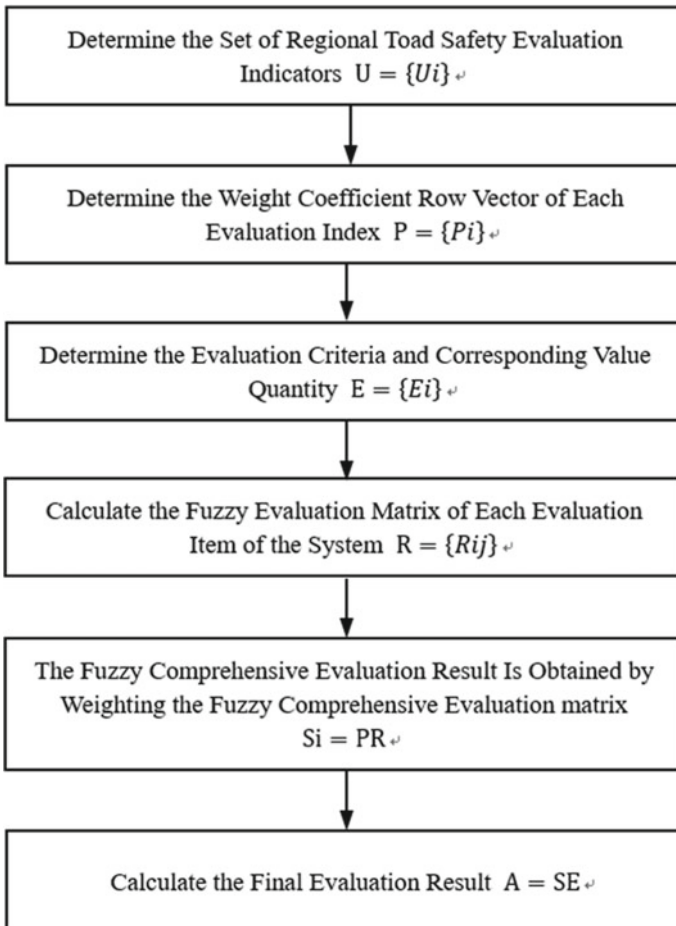 Determine the Set of Regional Toad Safety Evaluation
Indicators U = {Ui}↵
Determine the Weight Coefficient Row Vector of Each
Evaluation Index P = {Pi}↵
Determine the Evaluation Criteria and Corresponding Value
Quantity E = {Ei}↵
Calculate the Fuzzy Evaluation Matrix of Each Evaluation
Item of the System R = {Rij}↵
The Fuzzy Comprehensive Evaluation Result Is Obtained by
Weighting the Fuzzy Comprehensive Evaluation matrix
Si = PR↵
Calculate the Final Evaluation Result A = SE↵